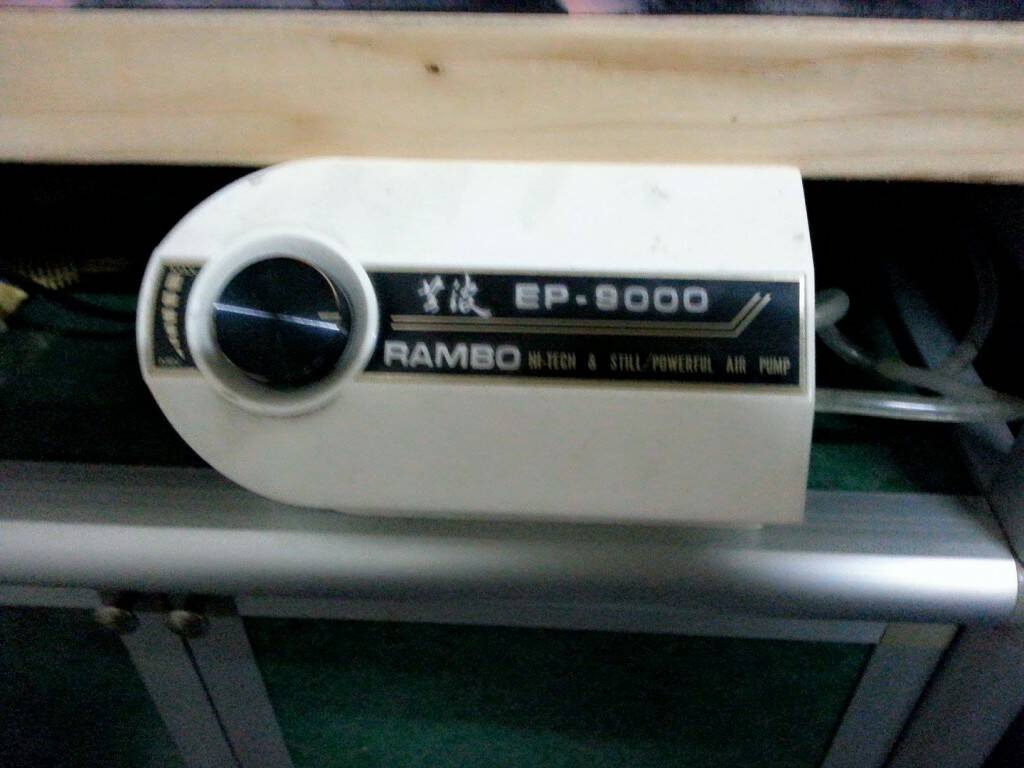 EP-9000
RAMBO HI-TECH & STILL/POWERFUL AIR PUMP